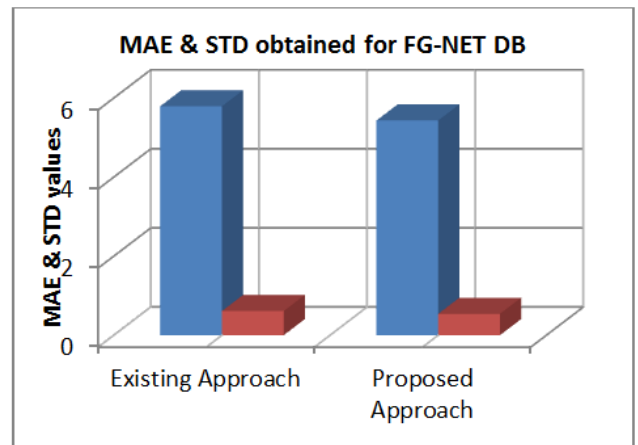 MAE & STD obtained for FG-NET DB
MAE & STD values
6
4
2
0
Existing Approach
Proposed
Approach